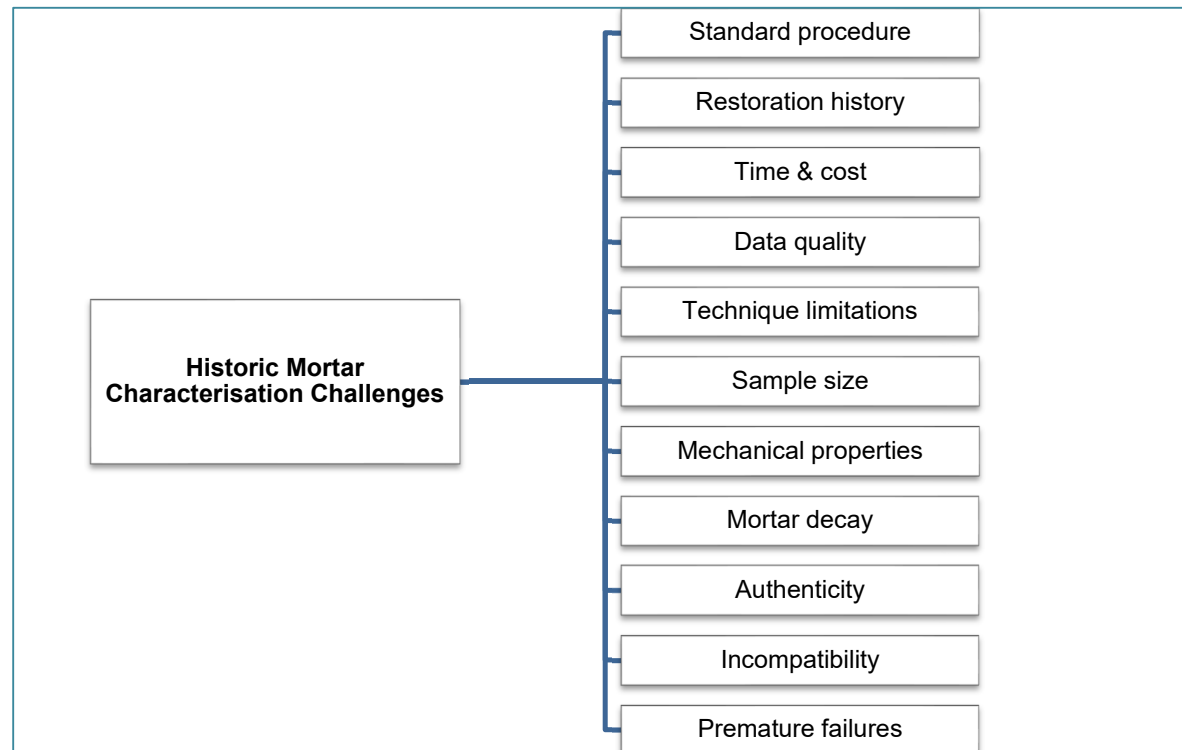 Standard procedure
Restoration history
Time & cost
Data quality
Technique limitations
Historic Mortar
Characterisation Challenges
Sample size
Mechanical properties
Mortar decay
Authenticity
Incompatibility
Premature failures